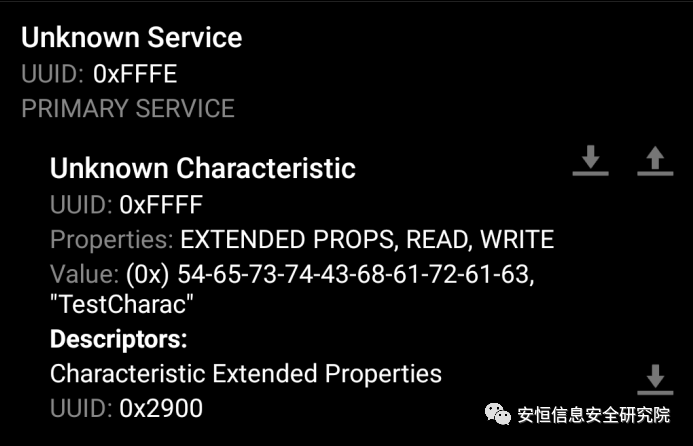 Unknown Service
UUID: 0xFFFE
PRIMARY SERVICE
Unknown Characteristic
UUID: 0xFFFF
Properties: EXTENDED PROPS, READ, WRITE
Value: (0x) 54-65-73-74-43-68-61-72-61-63,
"TestCharac"
Descriptors:
Characteristic Extended Properties
UUID: 0x2900
安恒信息安全研究院